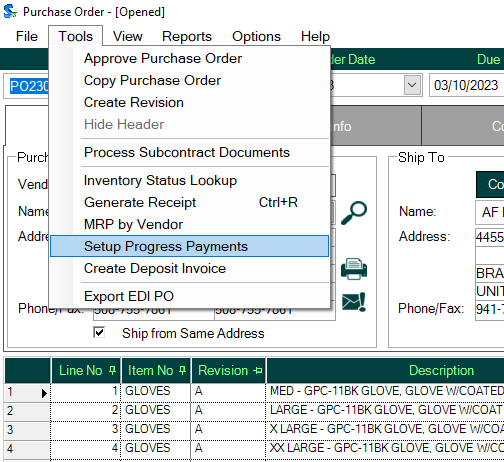 Purchase Order - [Opened]
File Tools View Reports Options Help
Order Date Due
PO230 3 03/10/2023
Approve Purchase Order
Copy Purchase Order
Create Revision
Hide Header
Process Subcontract Documents
Inventory Status Lookup
Generate Receipt Ctrl+R
MRP by Vendor
Setup Progress Payments
Create Deposit Invoice
Export EDI PO
Info Co
Purch Ship To
Vend Co
Name Name: AF
Addre Address: 4455
BRA
UNIT
Phone/Fax: 508-755-7861 508-755-7861 Phone/Fax: 941-7
Ship from Same Address
Line No Item No Revision Description
1 1 GLOVES A MED - GPC-11BK GLOVE, GLOVE W/COATED
2 2 GLOVES A LARGE - GPC-11BK GLOVE, GLOVE W/COAT
3 3 GLOVES A X LARGE - GPC-11BK GLOVE, GLOVE W/CO
4 4 GLOVES A XX LARGE - GPC-11BK GLOVE, GLOVE W/C